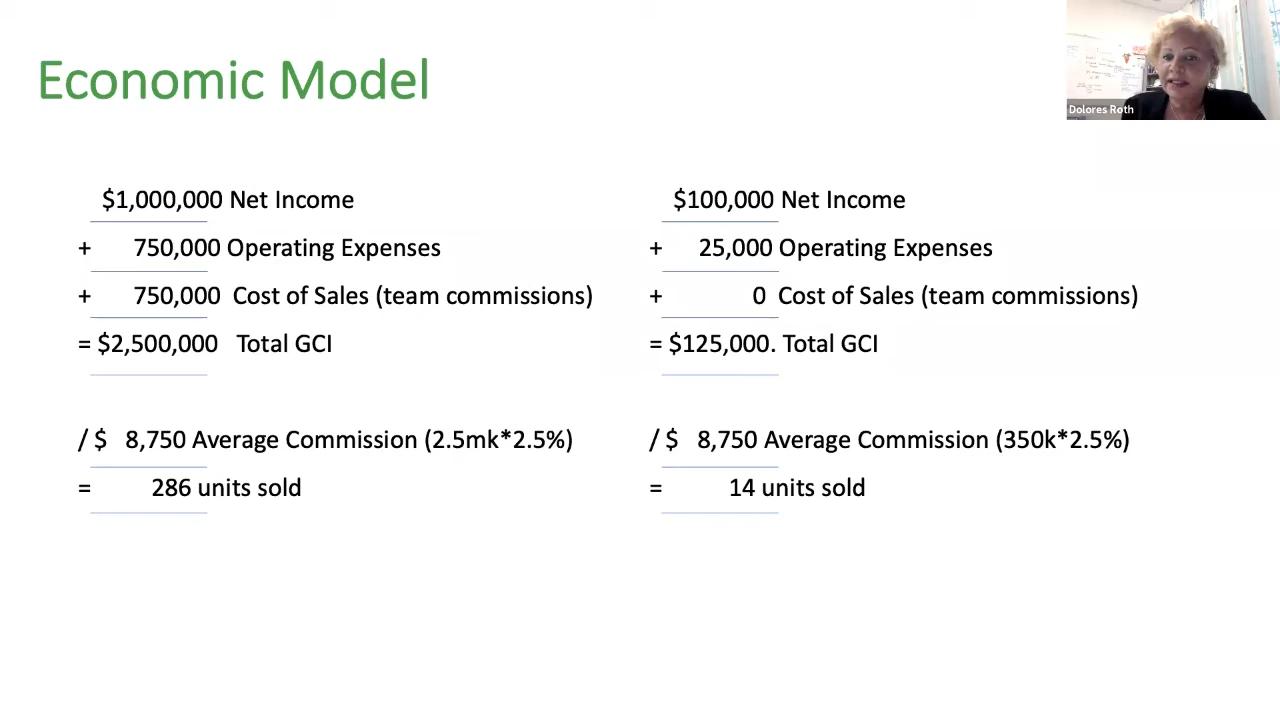 Economic Model
Dolores Roth
$1,000,000 Net Income
+ 750,000 Operating Expenses
+ 750,000 Cost of Sales (team commissions)
= $2,500,000 Total GCI
/ $ 8,750 Average Commission (2.5mk*2.5%)
= 286 units sold
$100,000 Net Income
+ 25,000 Operating Expenses
+ 0 Cost of Sales (team commissions)
= $125,000. Total GCI
/ $ 8,750 Average Commission (350k*2.5%)
= 14 units sold